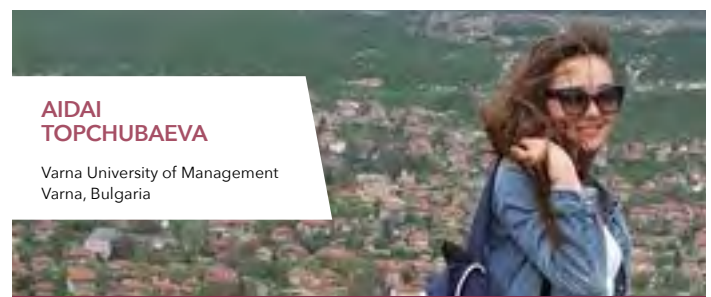 AIDAI
TOPCHUBAEVA
Varna University of Management
Varna, Bulgaria